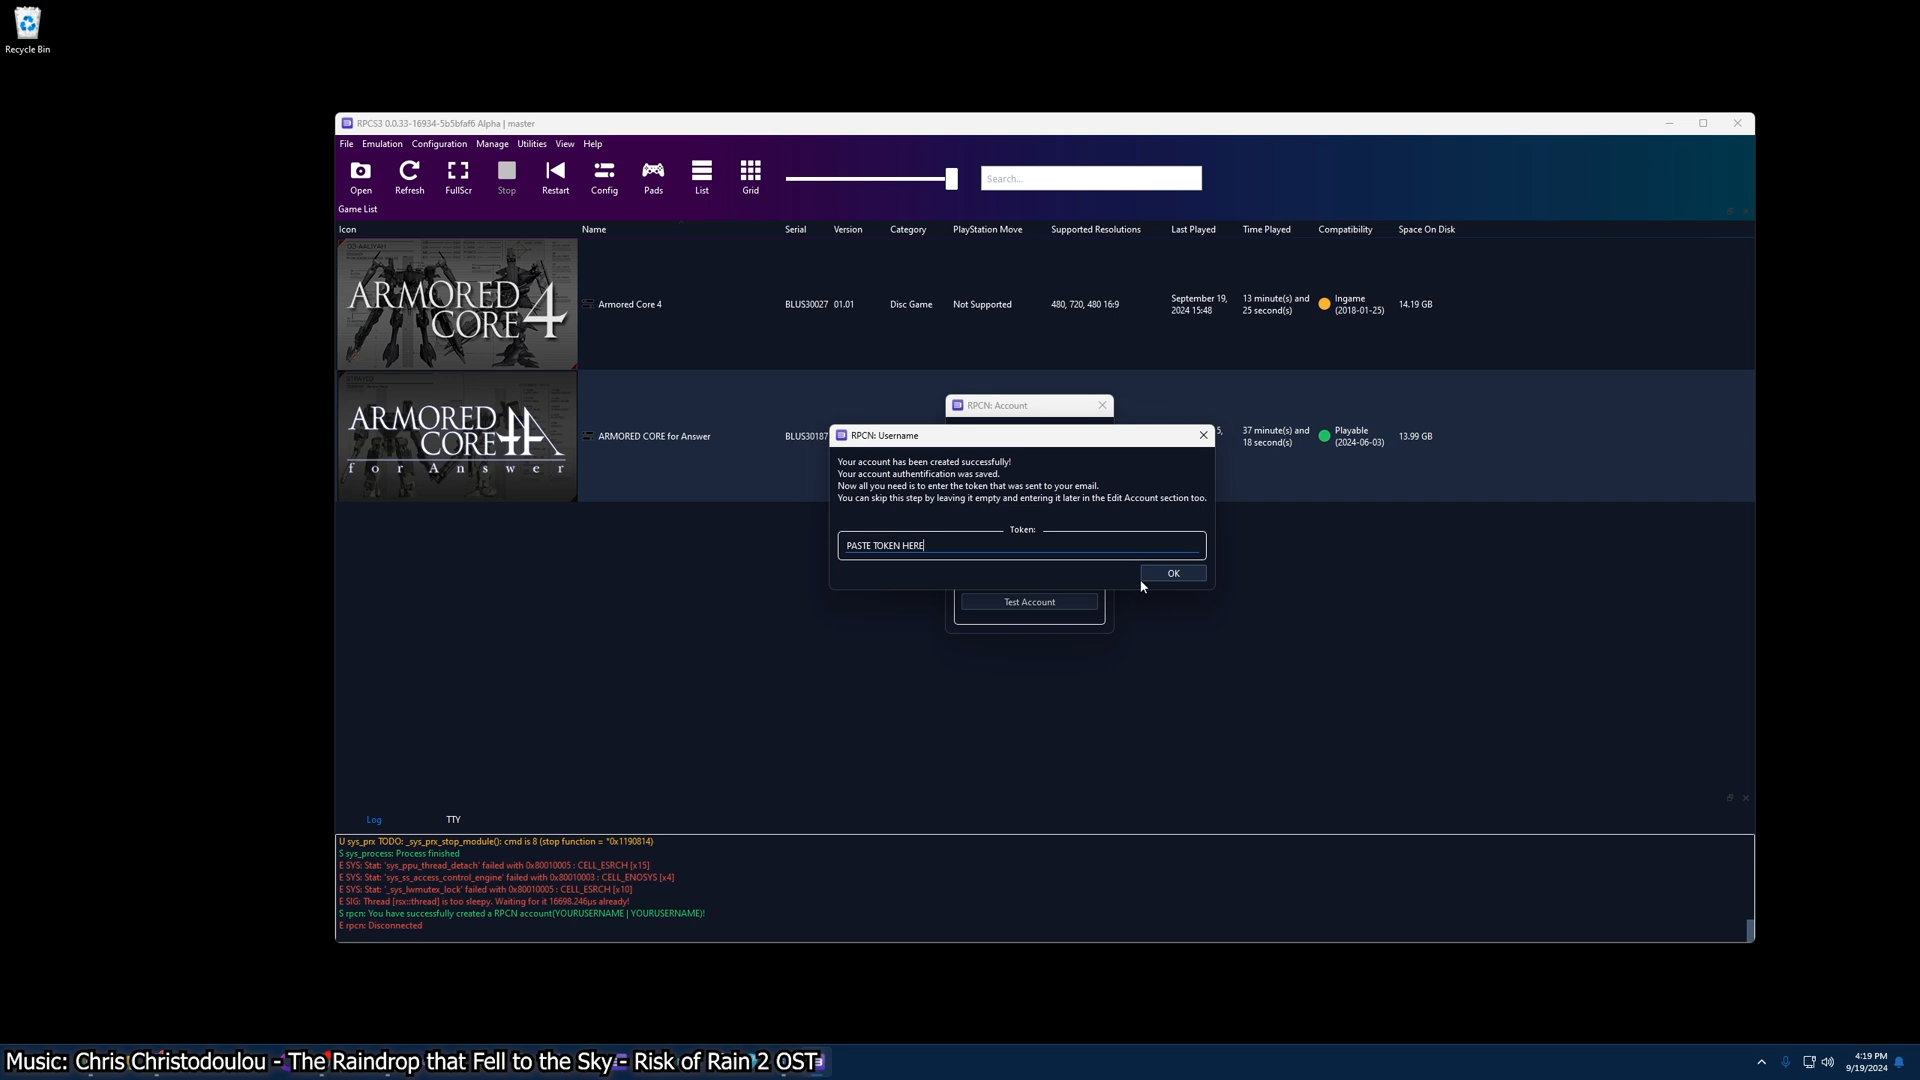 Recycle Bin
RPCS3 0.0.33-16934-5b5bfaf6 Alpha | master
File Emulation Configuration Manage Utilities View Help
Open Refresh FullScr Stop Restart Config Pads List Grid
Search...
Game List
Icon Name Serial Version Category PlayStation Move Supported Resolutions Last Played Time Played Compatibility Space On Disk
ARMORED CORE 4
Armored Core 4 BLUS30027 01.01 Disc Game Not Supported 480, 720, 480 16:9 September 19, 2024 15:48 13 minute(s) and 25 second(s) Ingame (2018-01-25) 14.19 GB
ARMORED CORE
for Answer
ARMORED CORE for Answer BLUS30187 5, 37 minute(s) and 18 second(s) Playable (2024-06-03) 13.99 GB
RPCN: Account
RPCN: Username
Your account has been created successfully!
Your account authentification was saved.
Now all you need is to enter the token that was sent to your email.
You can skip this step by leaving it empty and entering it later in the Edit Account section too.
Token:
PASTE TOKEN HERE
OK
Test Account
Log TTY
U sys_prx TODO: _sys_prx_stop_module(): cmd is 8 (stop function = *0x1190814)
S sys_process: Process finished
E SYS: Stat: 'sys_ppu_thread_detach' failed with 0x80010005 : CELL_ESRCH [x15]
E SYS: Stat: 'sys_ss_access_control_engine' failed with 0x80010003 : CELL_ENOSYS [x4]
E SYS: Stat: '_sys_lwmutex_lock' failed with 0x80010005 : CELL_ESRCH [x10]
E SIG: Thread [rsx::thread] is too sleepy. Waiting for it 16698.246µs already!
S rpcn: You have successfully created a RPCN account(YOURUSERNAME | YOURUSERNAME)!
E rpcn: Disconnected
Music: Chris Christodoulou - The Raindrop that Fell to the Sky - Risk of Rain 2 OST
4:19 PM
9/19/2024